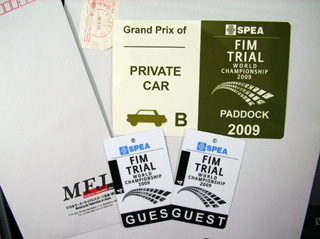 Grand Prix of
PRIVATE
CAR
B
SPEA
FIM
TRIAL
WORLD
CHAMPIONSHIP
2009
PADDOCK
2009
SPEA
FIM
TRIAL
WORLD
CHAMPIONSHIP
2009
GUES
SPEA
FIM
TRIAL
WORLD
CHAMPIONSHIP
2009
GUEST